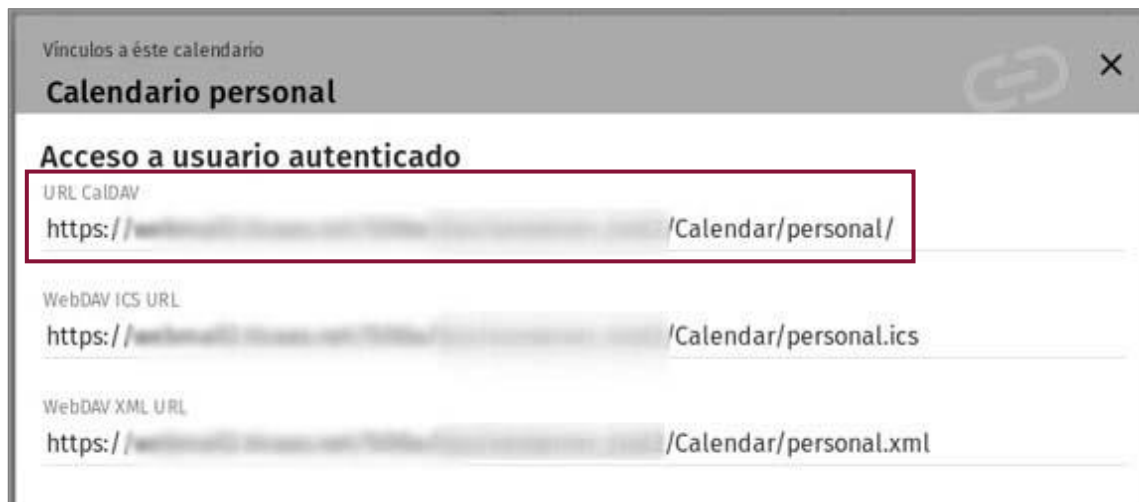 Vínculos a éste calendario
Calendario personal
Acceso a usuario autenticado
URL CalDAV
https:// /Calendar/personal/
WebDAV ICS URL
https:// /Calendar/personal.ics
WebDAV XML URL
https:// /Calendar/personal.xml